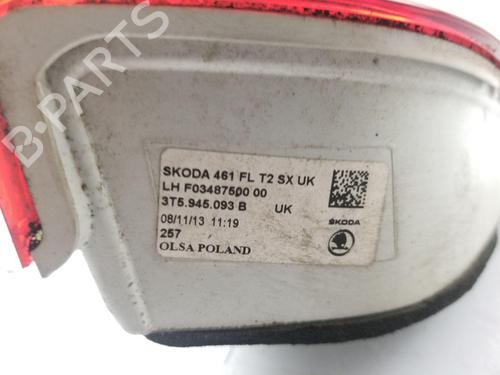 B-PARTS
SKODA 461 FL T2 SX UK
LH F03487500 00
3T5.945.093 B UK
08/11/13 11:19
ŠKODA
257
OLSA POLAND